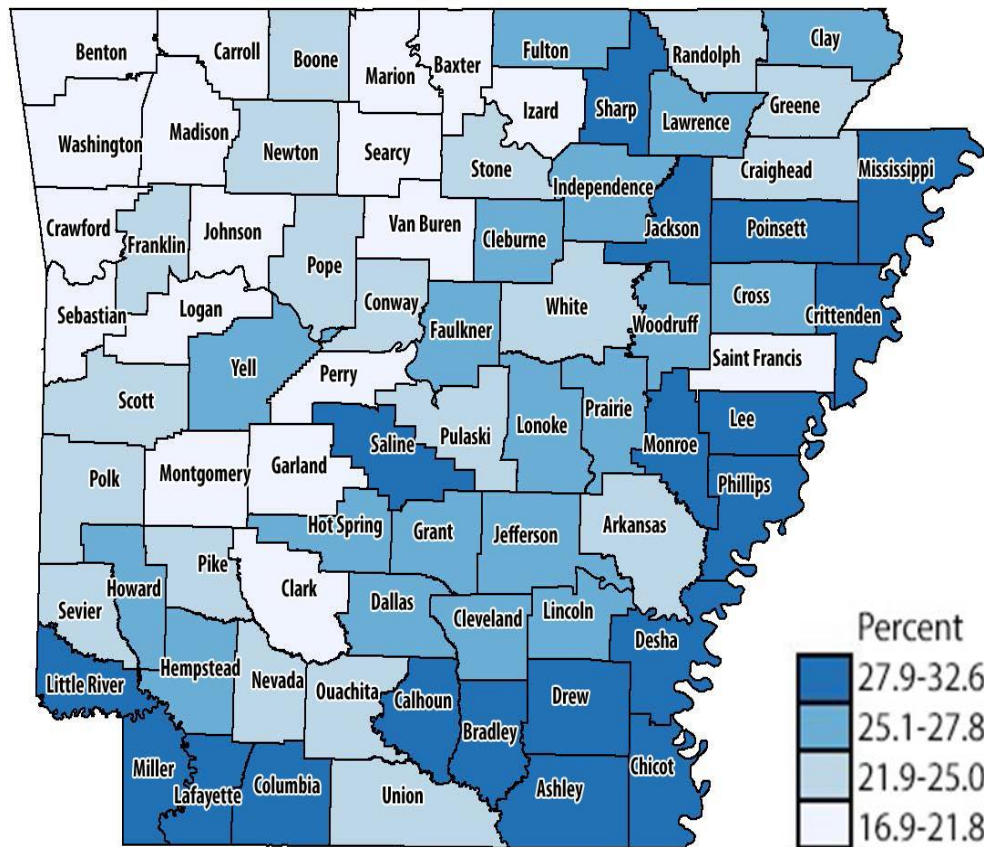 Benton
Carroll
Boone
Marion
Baxter
Fulton
Randolph
Clay
Izard
Sharp
Lawrence
Greene
Washington
Madison
Newton
Searcy
Stone
Independence
Craighead
Mississippi
Crawford
Franklin
Johnson
Van Buren
Cleburne
Jackson
Poinsett
Pope
Sebastian
Logan
Conway
Faulkner
White
Woodruff
Cross
Crittenden
Yell
Perry
Saint Francis
Scott
Saline
Pulaski
Lonoke
Prairie
Monroe
Lee
Polk
Montgomery
Garland
Phillips
Hot Spring
Grant
Jefferson
Arkansas
Pike
Howard
Clark
Dallas
Cleveland
Lincoln
Sevier
Desha
Little River
Hempstead
Nevada
Ouachita
Calhoun
Bradley
Drew
Miller
Lafayette
Columbia
Union
Ashley
Chicot
Percent
27.9-32.6
25.1-27.8
21.9-25.0
16.9-21.8